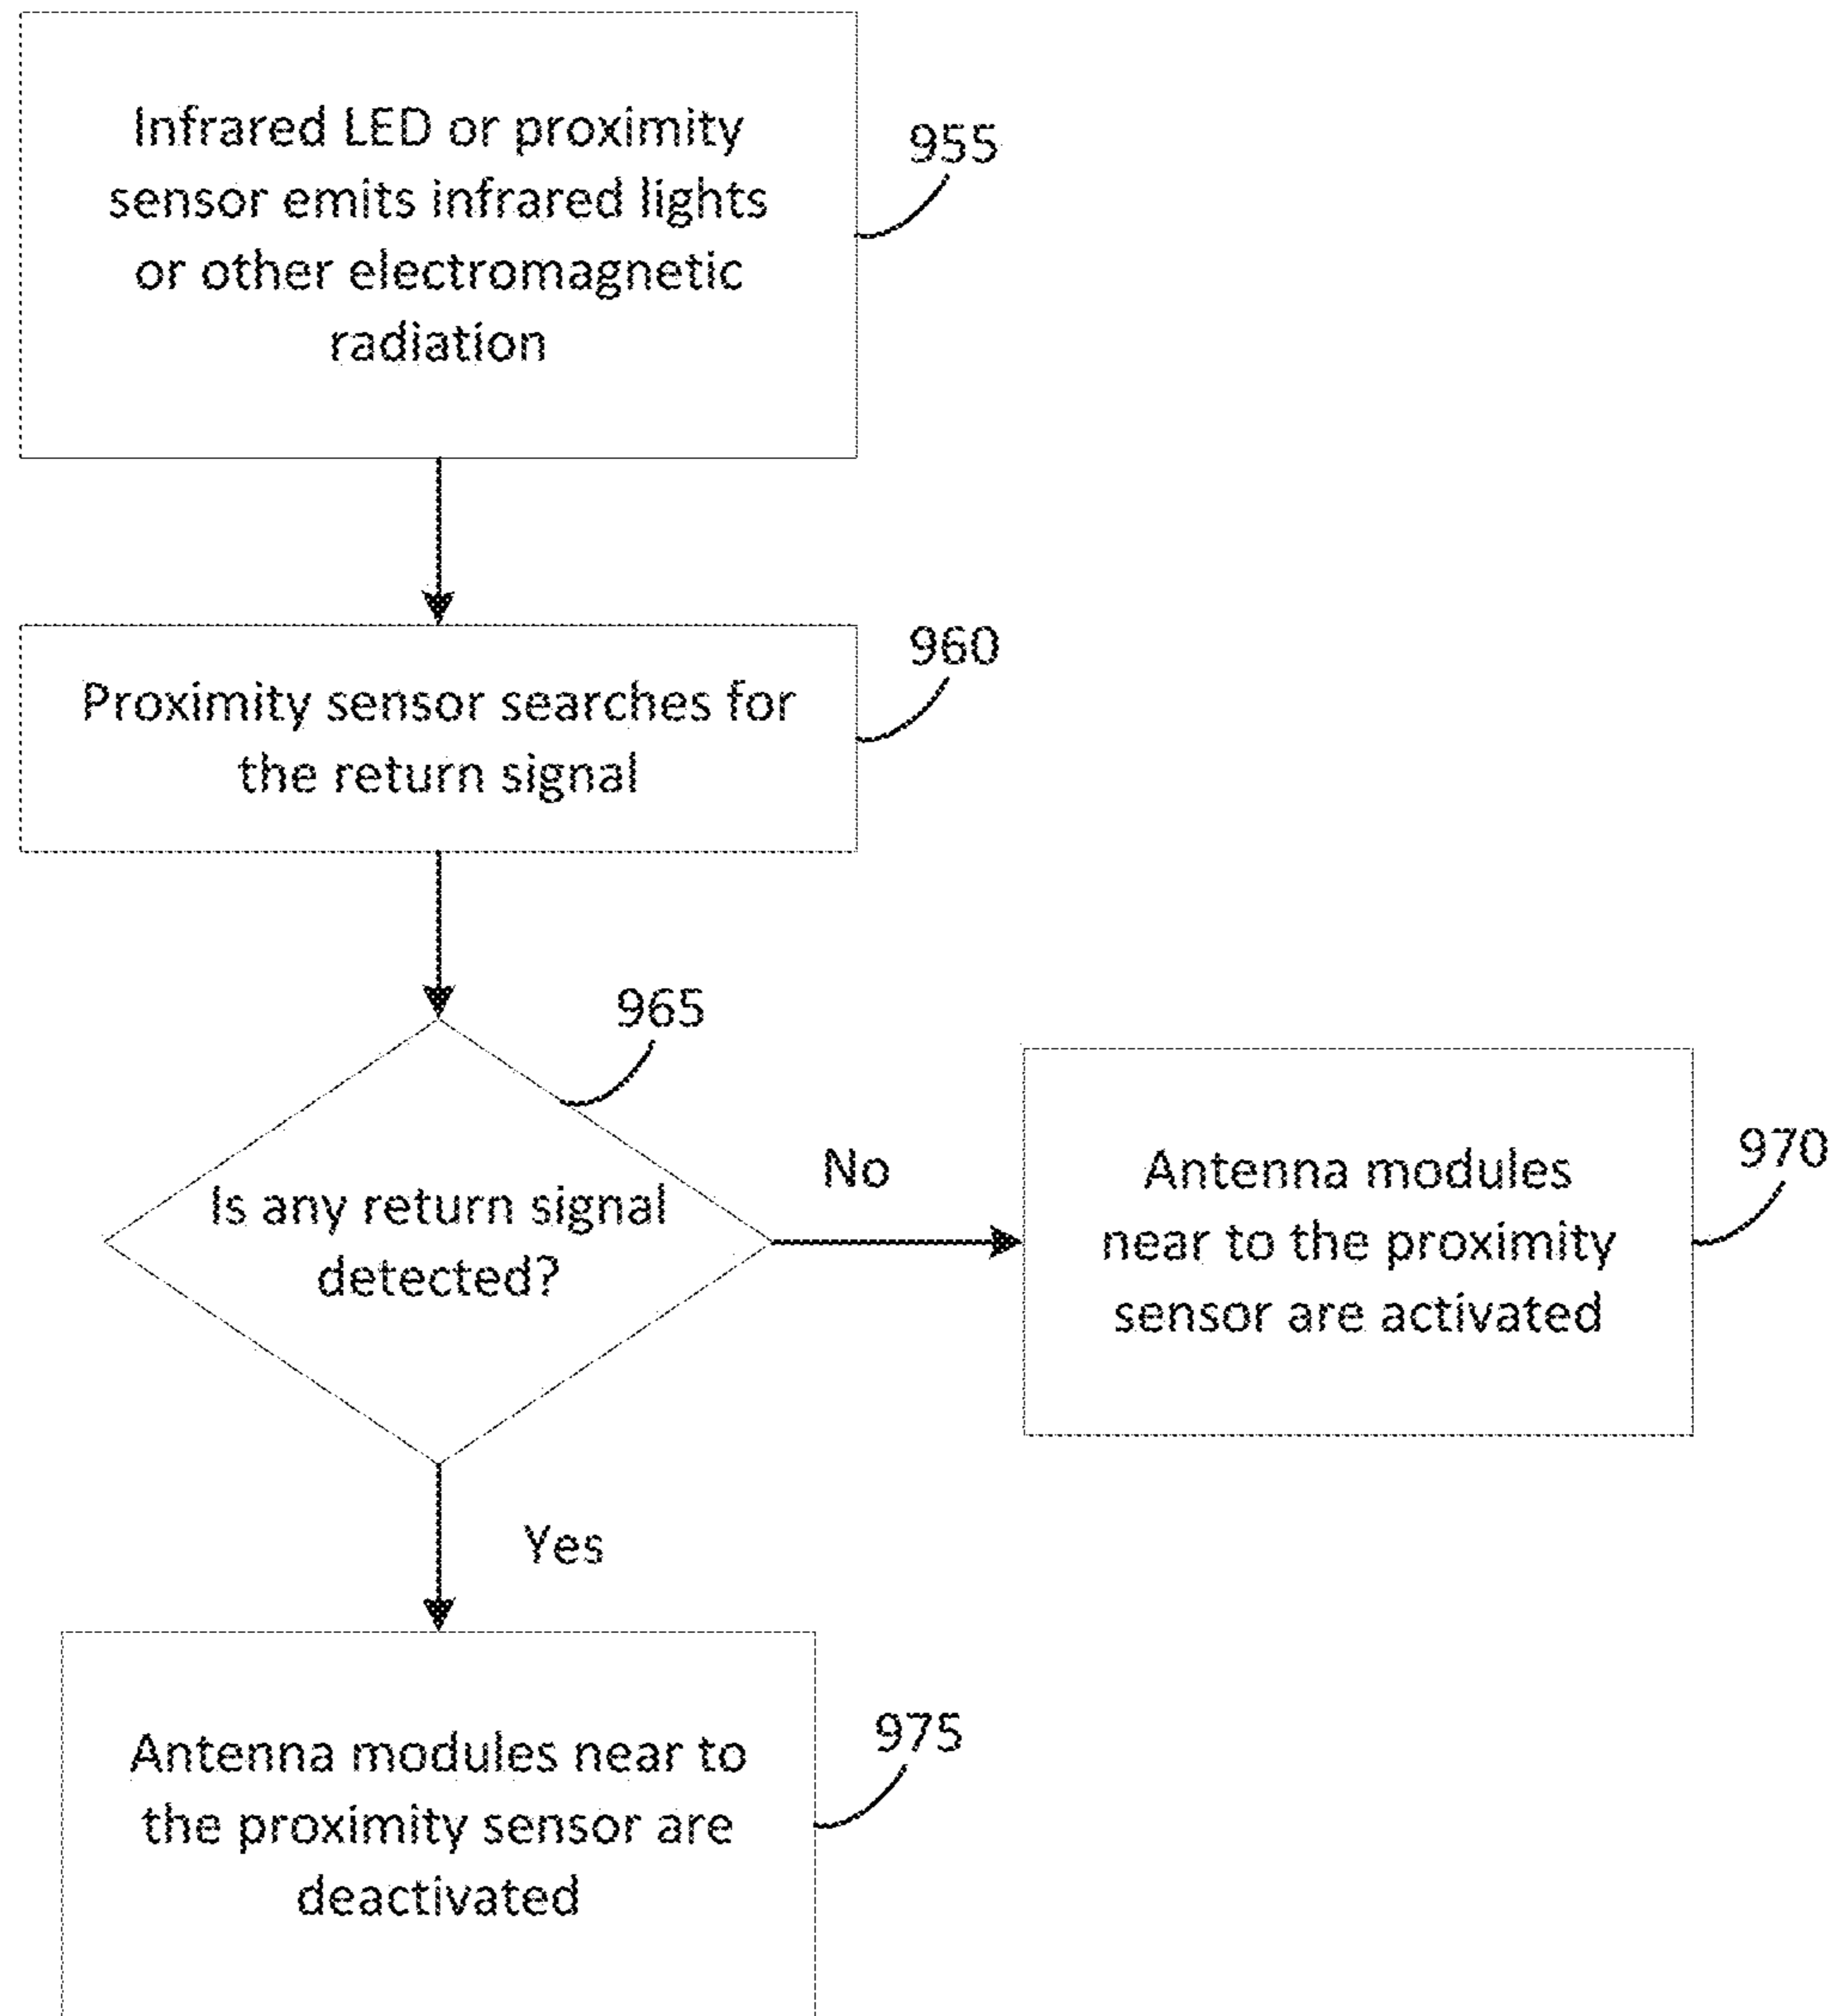 Infrared LED or proximity
sensor emits infrared lights
or other electromagnetic
radiation
955
Proximity sensor searches for
the return signal
960
965
Is any return signal
detected?
No
Antenna modules
near to the proximity
sensor are activated
970
Yes
Antenna modules near to
the proximity sensor are
deactivated
975